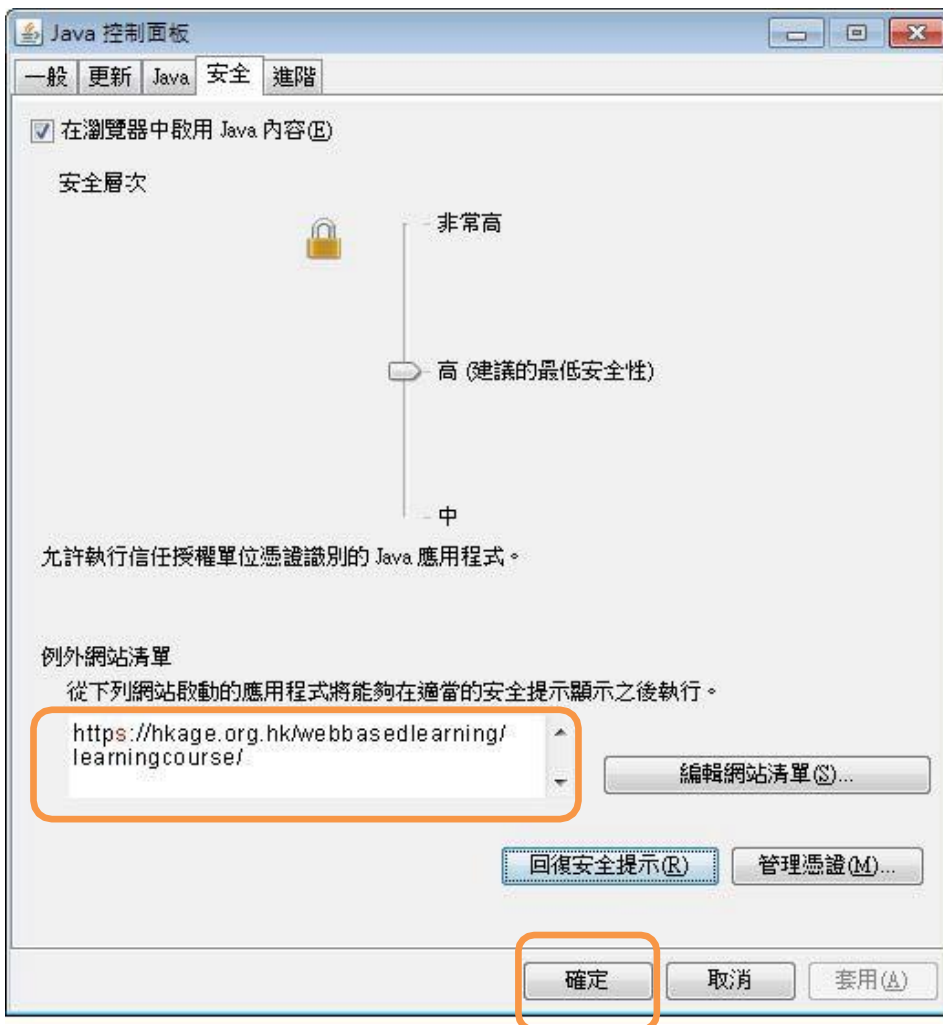 Java 控制面板
一般 更新 Java 安全 進階
在瀏覽器中啟用 Java 內容(E)
安全層次
非常高
高 (建議的最低安全性)
中
允許執行信任授權單位憑證識別的 Java 應用程式。
例外網站清單
從下列網站啟動的應用程式將能夠在適當的安全提示顯示之後執行。
https://hkage.org.hk/webbasedlearning/
learningcourse/
編輯網站清單(S)...
回復安全提示(R) 管理憑證(M)...
確定 取消 套用(A)